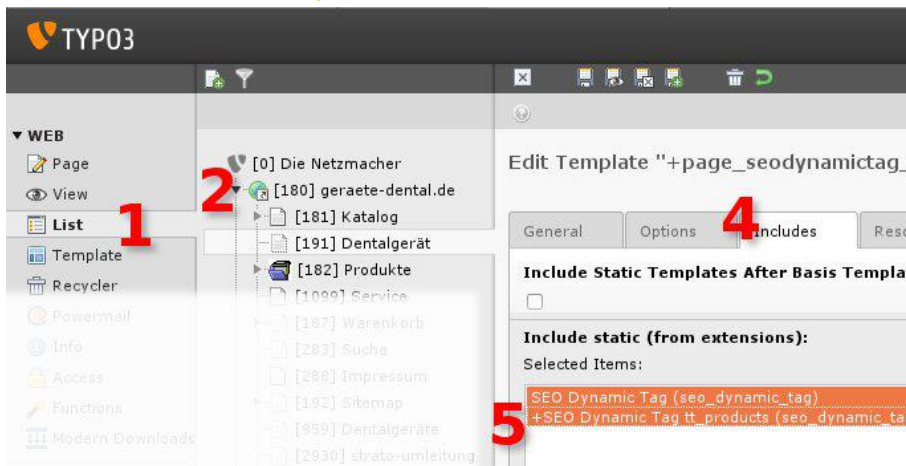 TYPO3
WEB
Page
View
List
Template
Recycler
Powermail
Info
Access
Functions
Modern Downloads
1
2
[0] Die Netzmacher
[180] geraete-dental.de
[181] Katalog
[191] Dentalgerät
[182] Produkte
[1099] Service
[187] Warenkorb
[283] Suche
[288] Impressum
[192] Sitemap
[959] Dentalgeräte
[2930] strato-umleitung
Edit Template "+page_seodynamictag_
4
General Options Includes Reso
Include Static Templates After Basis Templa
Include static (from extensions):
Selected Items:
5
SEO Dynamic Tag (seo_dynamic_tag)
+SEO Dynamic Tag tt_products (seo_dynamic_ta